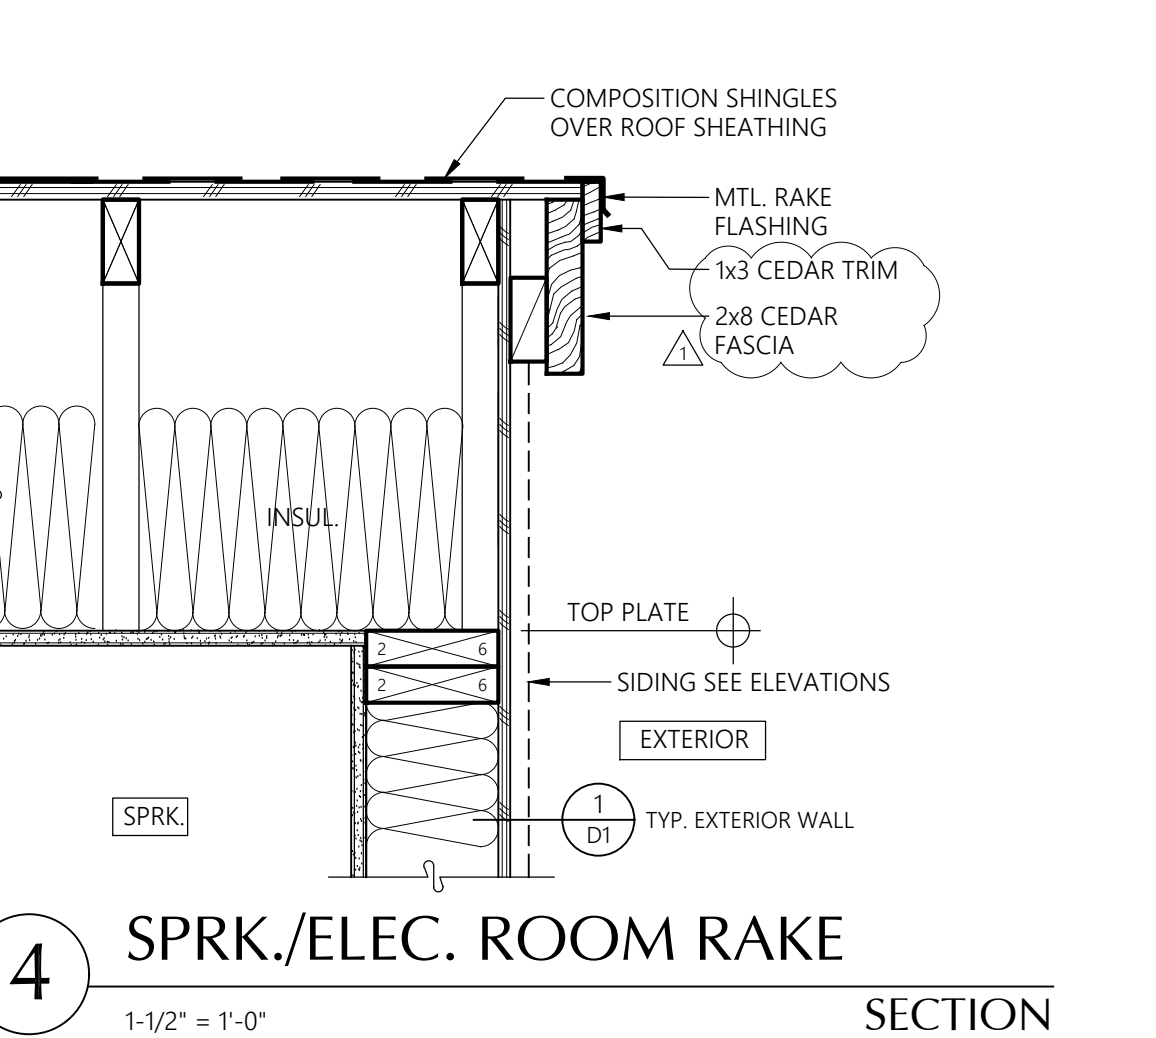 COMPOSITION SHINGLES
OVER ROOF SHEATHING
MTL. RAKE
FLASHING
1x3 CEDAR TRIM
2x8 CEDAR
FASCIA
1
INSUL.
TOP PLATE
2 6
2 6
SIDING SEE ELEVATIONS
EXTERIOR
SPRK.
1
D1
TYP. EXTERIOR WALL
4
SPRK./ELEC. ROOM RAKE
1-1/2" = 1'-0"
SECTION